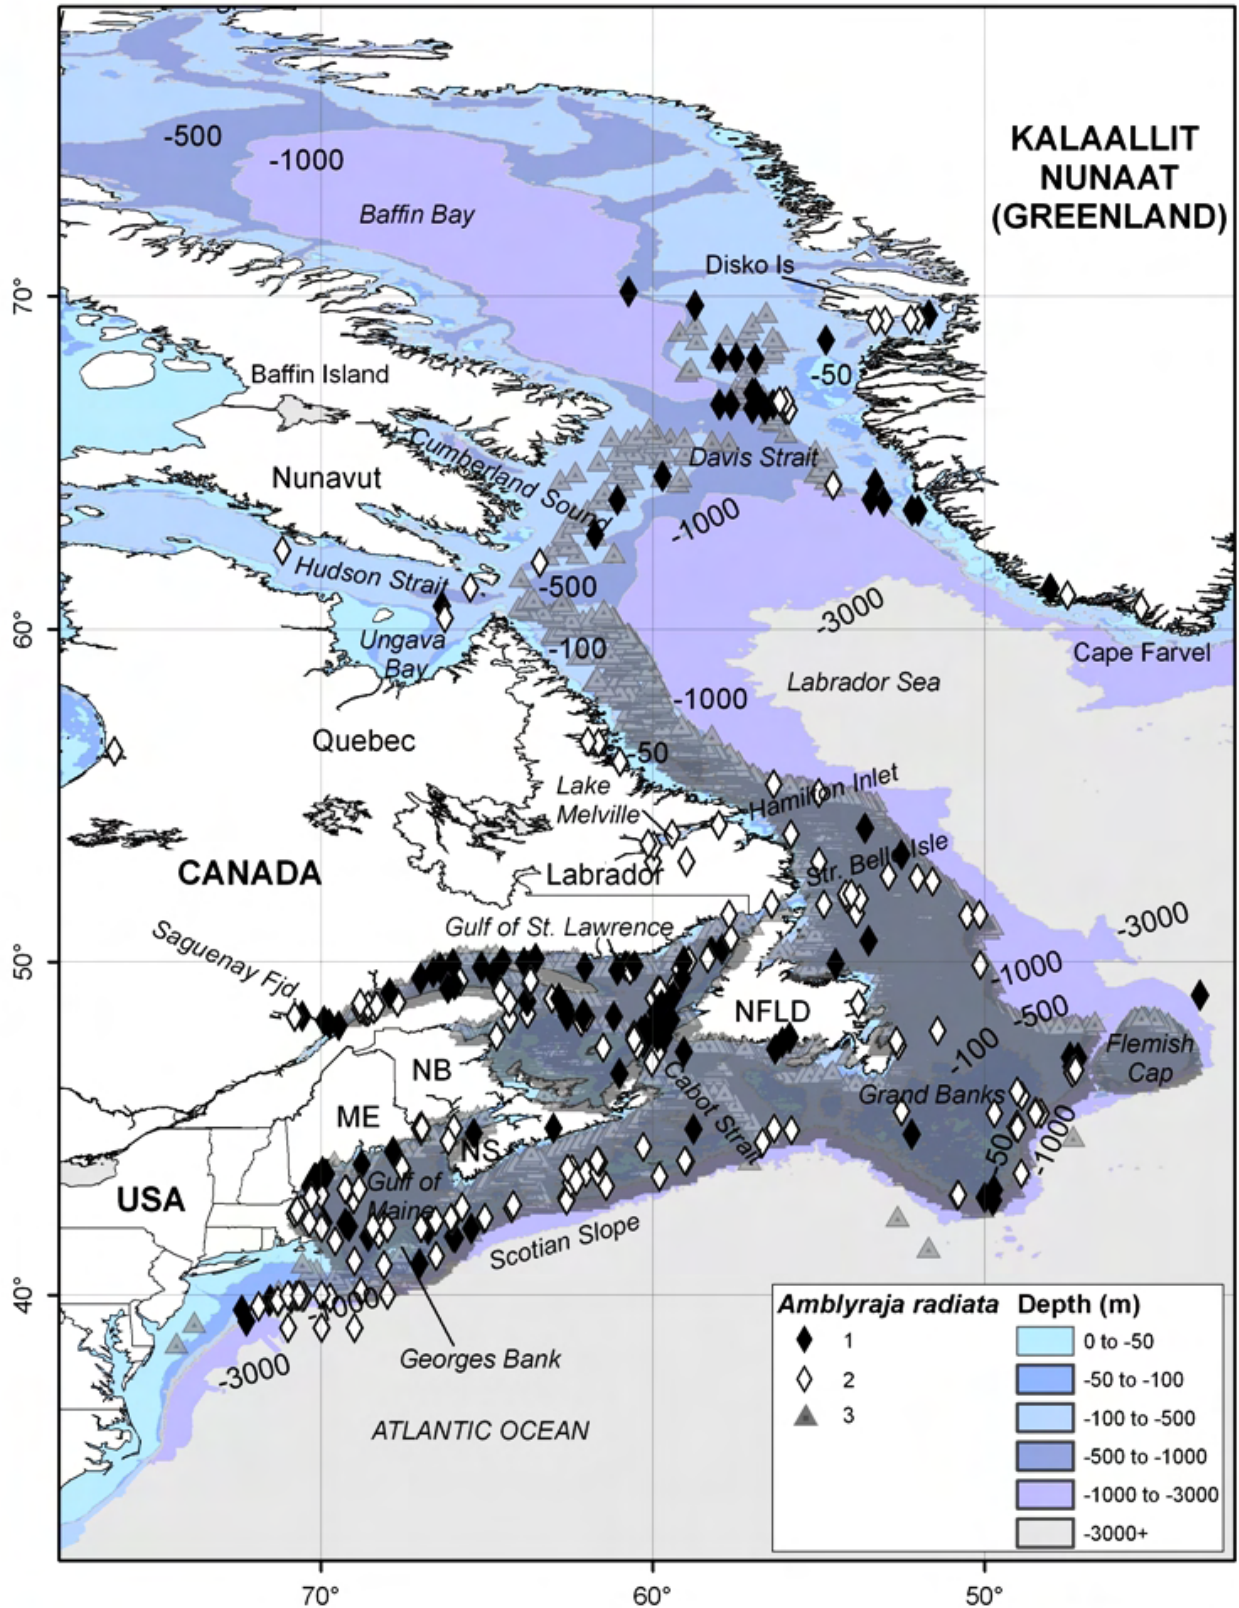 -500
-1000
Baffin Bay
KALAALLIT
NUNAAT
(GREENLAND)
Disko Is
70°
-50
Baffin Island
Cumberland Sound
Davis Strait
Nunavut
-1000
Hudson Strait
-500
-3000
60°
Ungava
Bay
-100
Cape Farvel
Labrador Sea
-1000
Quebec
-50
Lake
Melville
Hamilton Inlet
CANADA
Labrador
Str. Belle Isle
Gulf of St. Lawrence
-3000
Saguenay Fjd
50°
-1000
NFLD
-500
-100
Flemish
Cap
NB
Cabot Strait
Grand Banks
ME
NS
-50
-1000
USA
Gulf of
Maine
Scotian Slope
40°
-1000
-3000
Georges Bank
ATLANTIC OCEAN
Amblyraja radiata
1
2
3
Depth (m)
0 to -50
-50 to -100
-100 to -500
-500 to -1000
-1000 to -3000
-3000+
70°
60°
50°